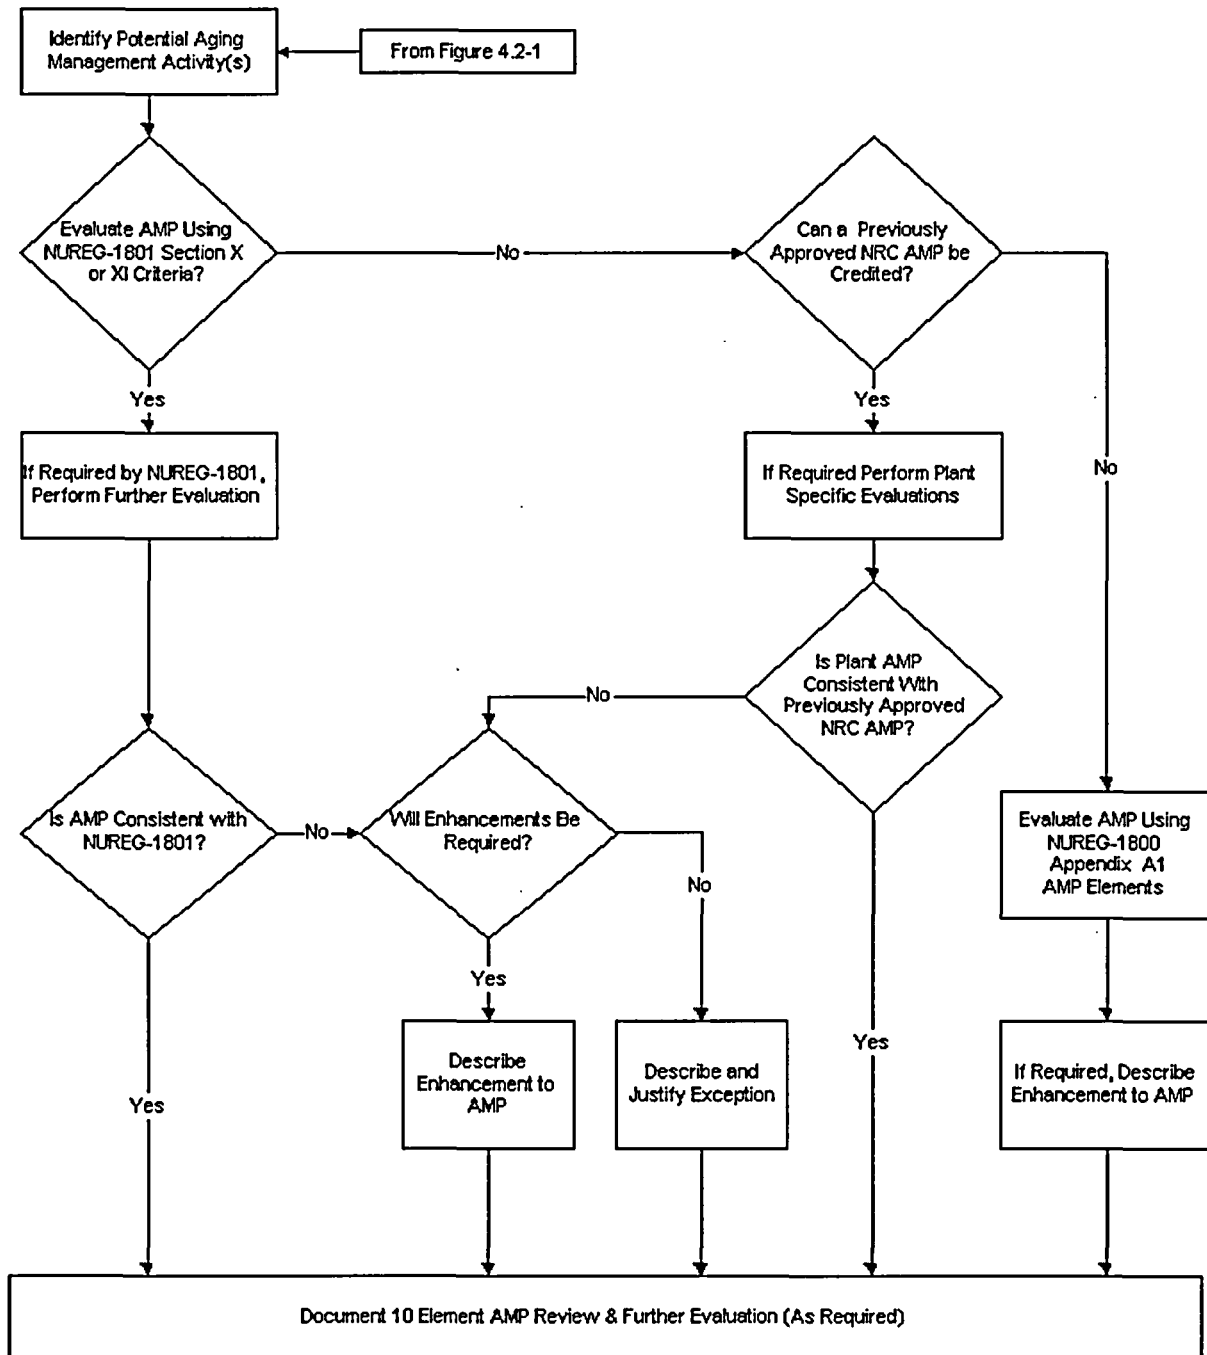 Identify Potential Aging
Management Activity(s)
From Figure 4.2-1
Evaluate AMP Using
NUREG-1801 Section X
or XI Criteria?
No
Can a Previously
Approved NRC AMP be
Credited?
Yes
Yes
No
If Required by NUREG-1801,
Perform Further Evaluation
If Required Perform Plant
Specific Evaluations
Is Plant AMP
Consistent With
Previously Approved
NRC AMP?
No
Is AMP Consistent with
NUREG-1801?
No
Will Enhancements Be
Required?
No
Evaluate AMP Using
NUREG-1800
Appendix A1
AMP Elements
Yes
Yes
Yes
Describe
Enhancement to
AMP
Describe and
Justify Exception
If Required, Describe
Enhancement to AMP
Document 10 Element AMP Review & Further Evaluation (As Required)